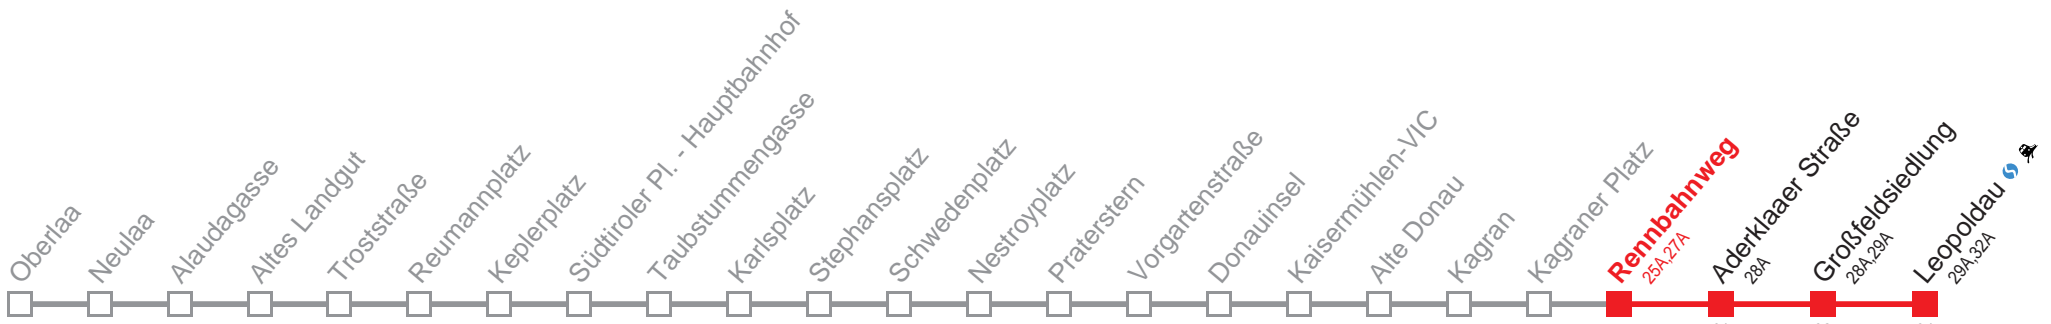 Oberlaa
Neulaa
Alaudagasse
Altes Landgut
Troststraße
Reumannplatz
Keplerplatz
Südtiroler Pl. - Hauptbahnhof
Taubstummengasse
Karlsplatz
Stephansplatz
Schwedenplatz
Nestroyplatz
Praterstern
Vorgartenstraße
Donauinsel
Kaisermühlen-VIC
Alte Donau
Kagran
Kagraner Platz
Rennbahnweg
25A,27A
Aderklaaer Straße
28A
Großfeldsiedlung
28A,29A
Leopoldau
29A,32A